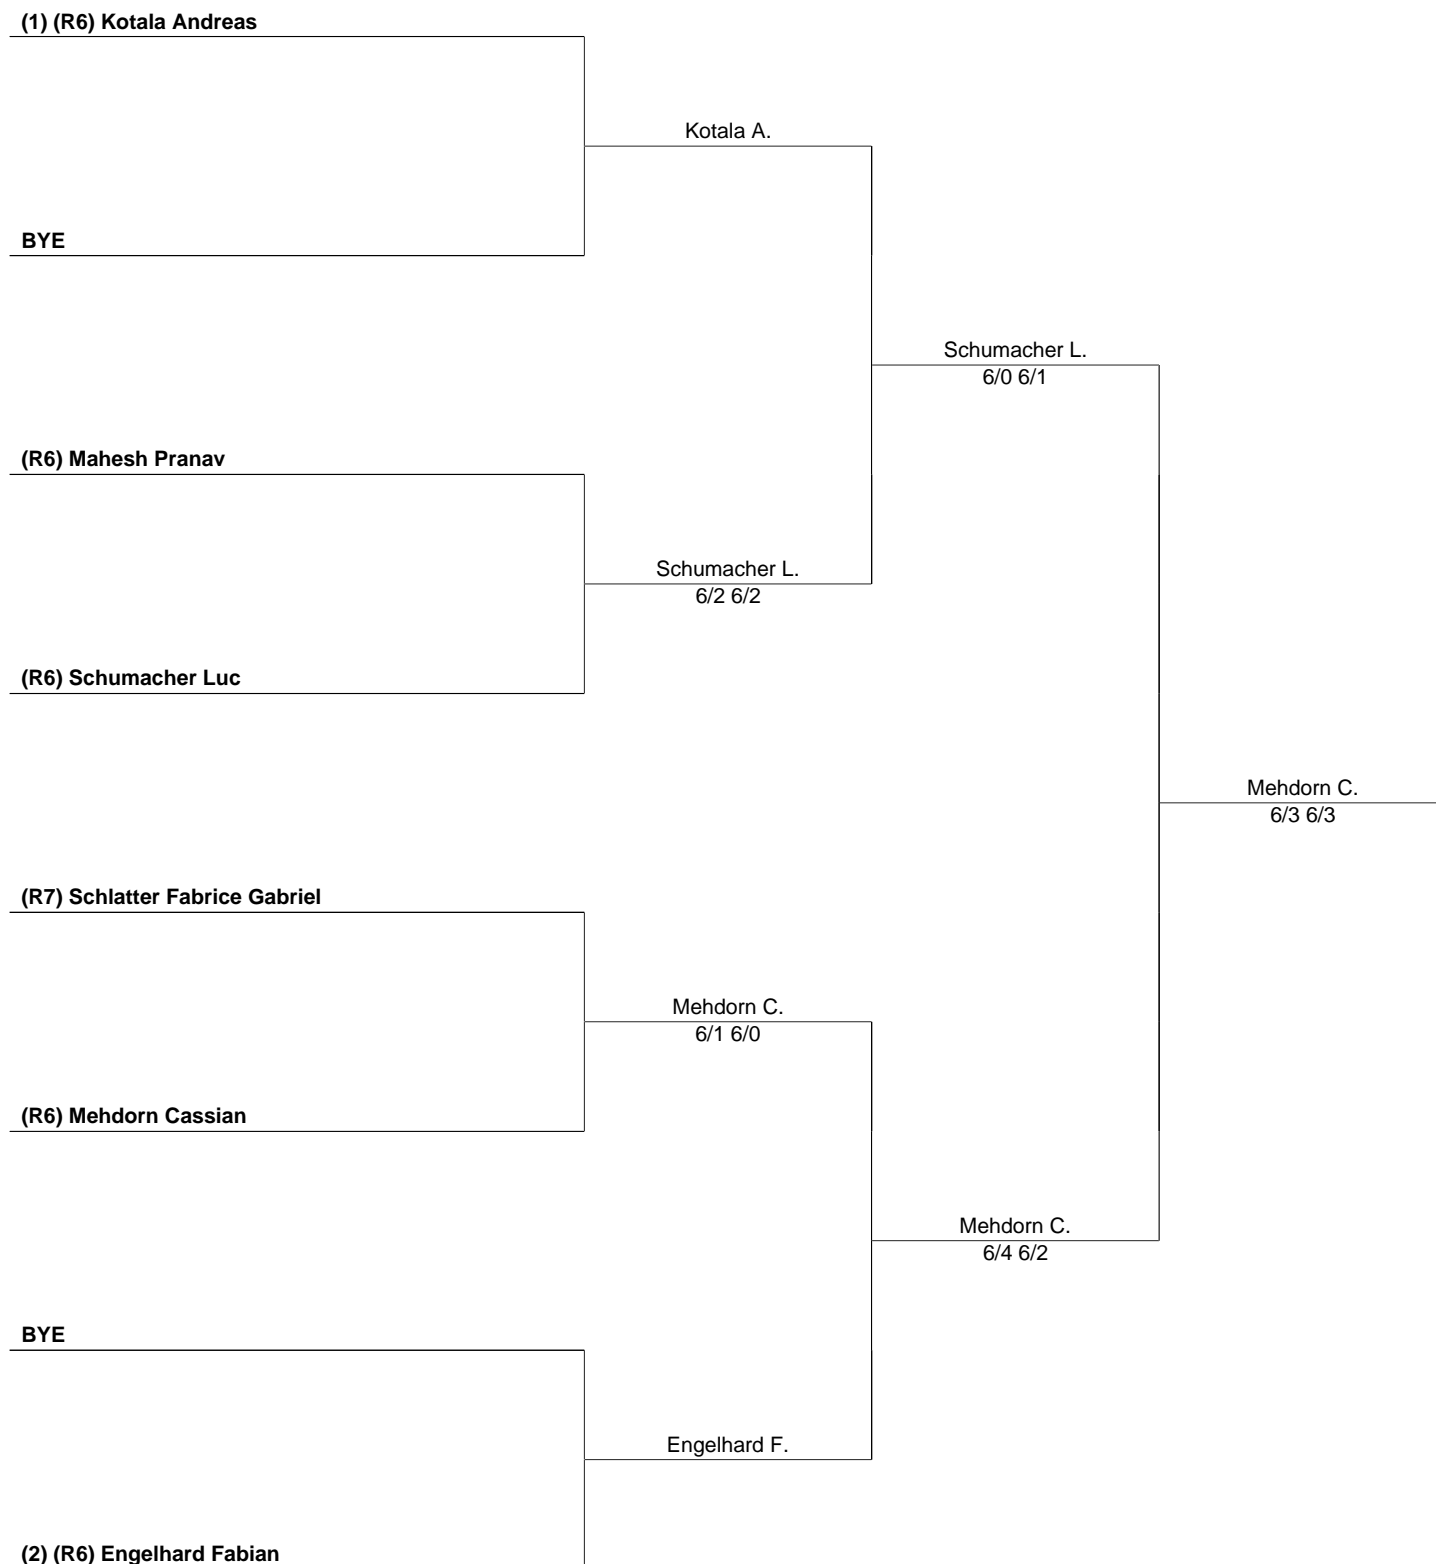 (1) (R6) Kotala Andreas
Kotala A.
BYE
Schumacher L.
6/0 6/1
(R6) Mahesh Pranav
Schumacher L.
6/2 6/2
(R6) Schumacher Luc
Mehdorn C.
6/3 6/3
(R7) Schlatter Fabrice Gabriel
Mehdorn C.
6/1 6/0
(R6) Mehdorn Cassian
Mehdorn C.
6/4 6/2
BYE
Engelhard F.
(2) (R6) Engelhard Fabian